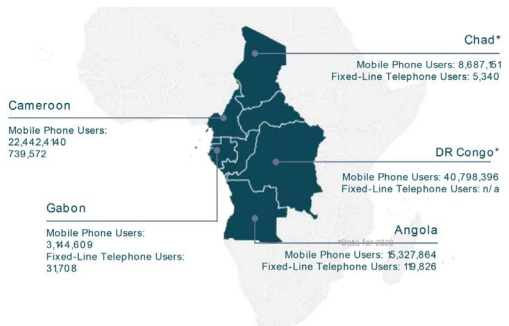 Chad*
Mobile Phone Users: 8,687,151
Fixed-Line Telephone Users: 5,340
Cameroon
Mobile Phone Users:
22,442,4140
739,572
DR Congo*
Mobile Phone Users: 40,798,396
Fixed-Line Telephone Users: n/a
Gabon
Mobile Phone Users:
3,144,609
Fixed-Line Telephone Users:
31,708
Angola
*Data for 2020
Mobile Phone Users: 15,327,864
Fixed-Line Telephone Users: 119,826